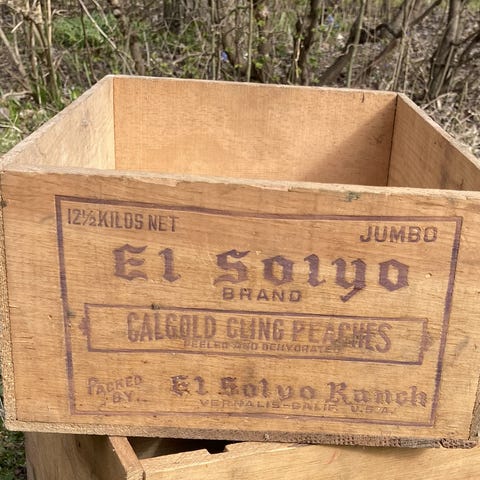 12½ KILOS NET
JUMBO
El Solyo
BRAND
CALGOLD CLING PEACHES
PEELED AND DEHYDRATED
PACKED
BY
El Solyo Ranch
VERNALIS-CALIF. U.S.A.